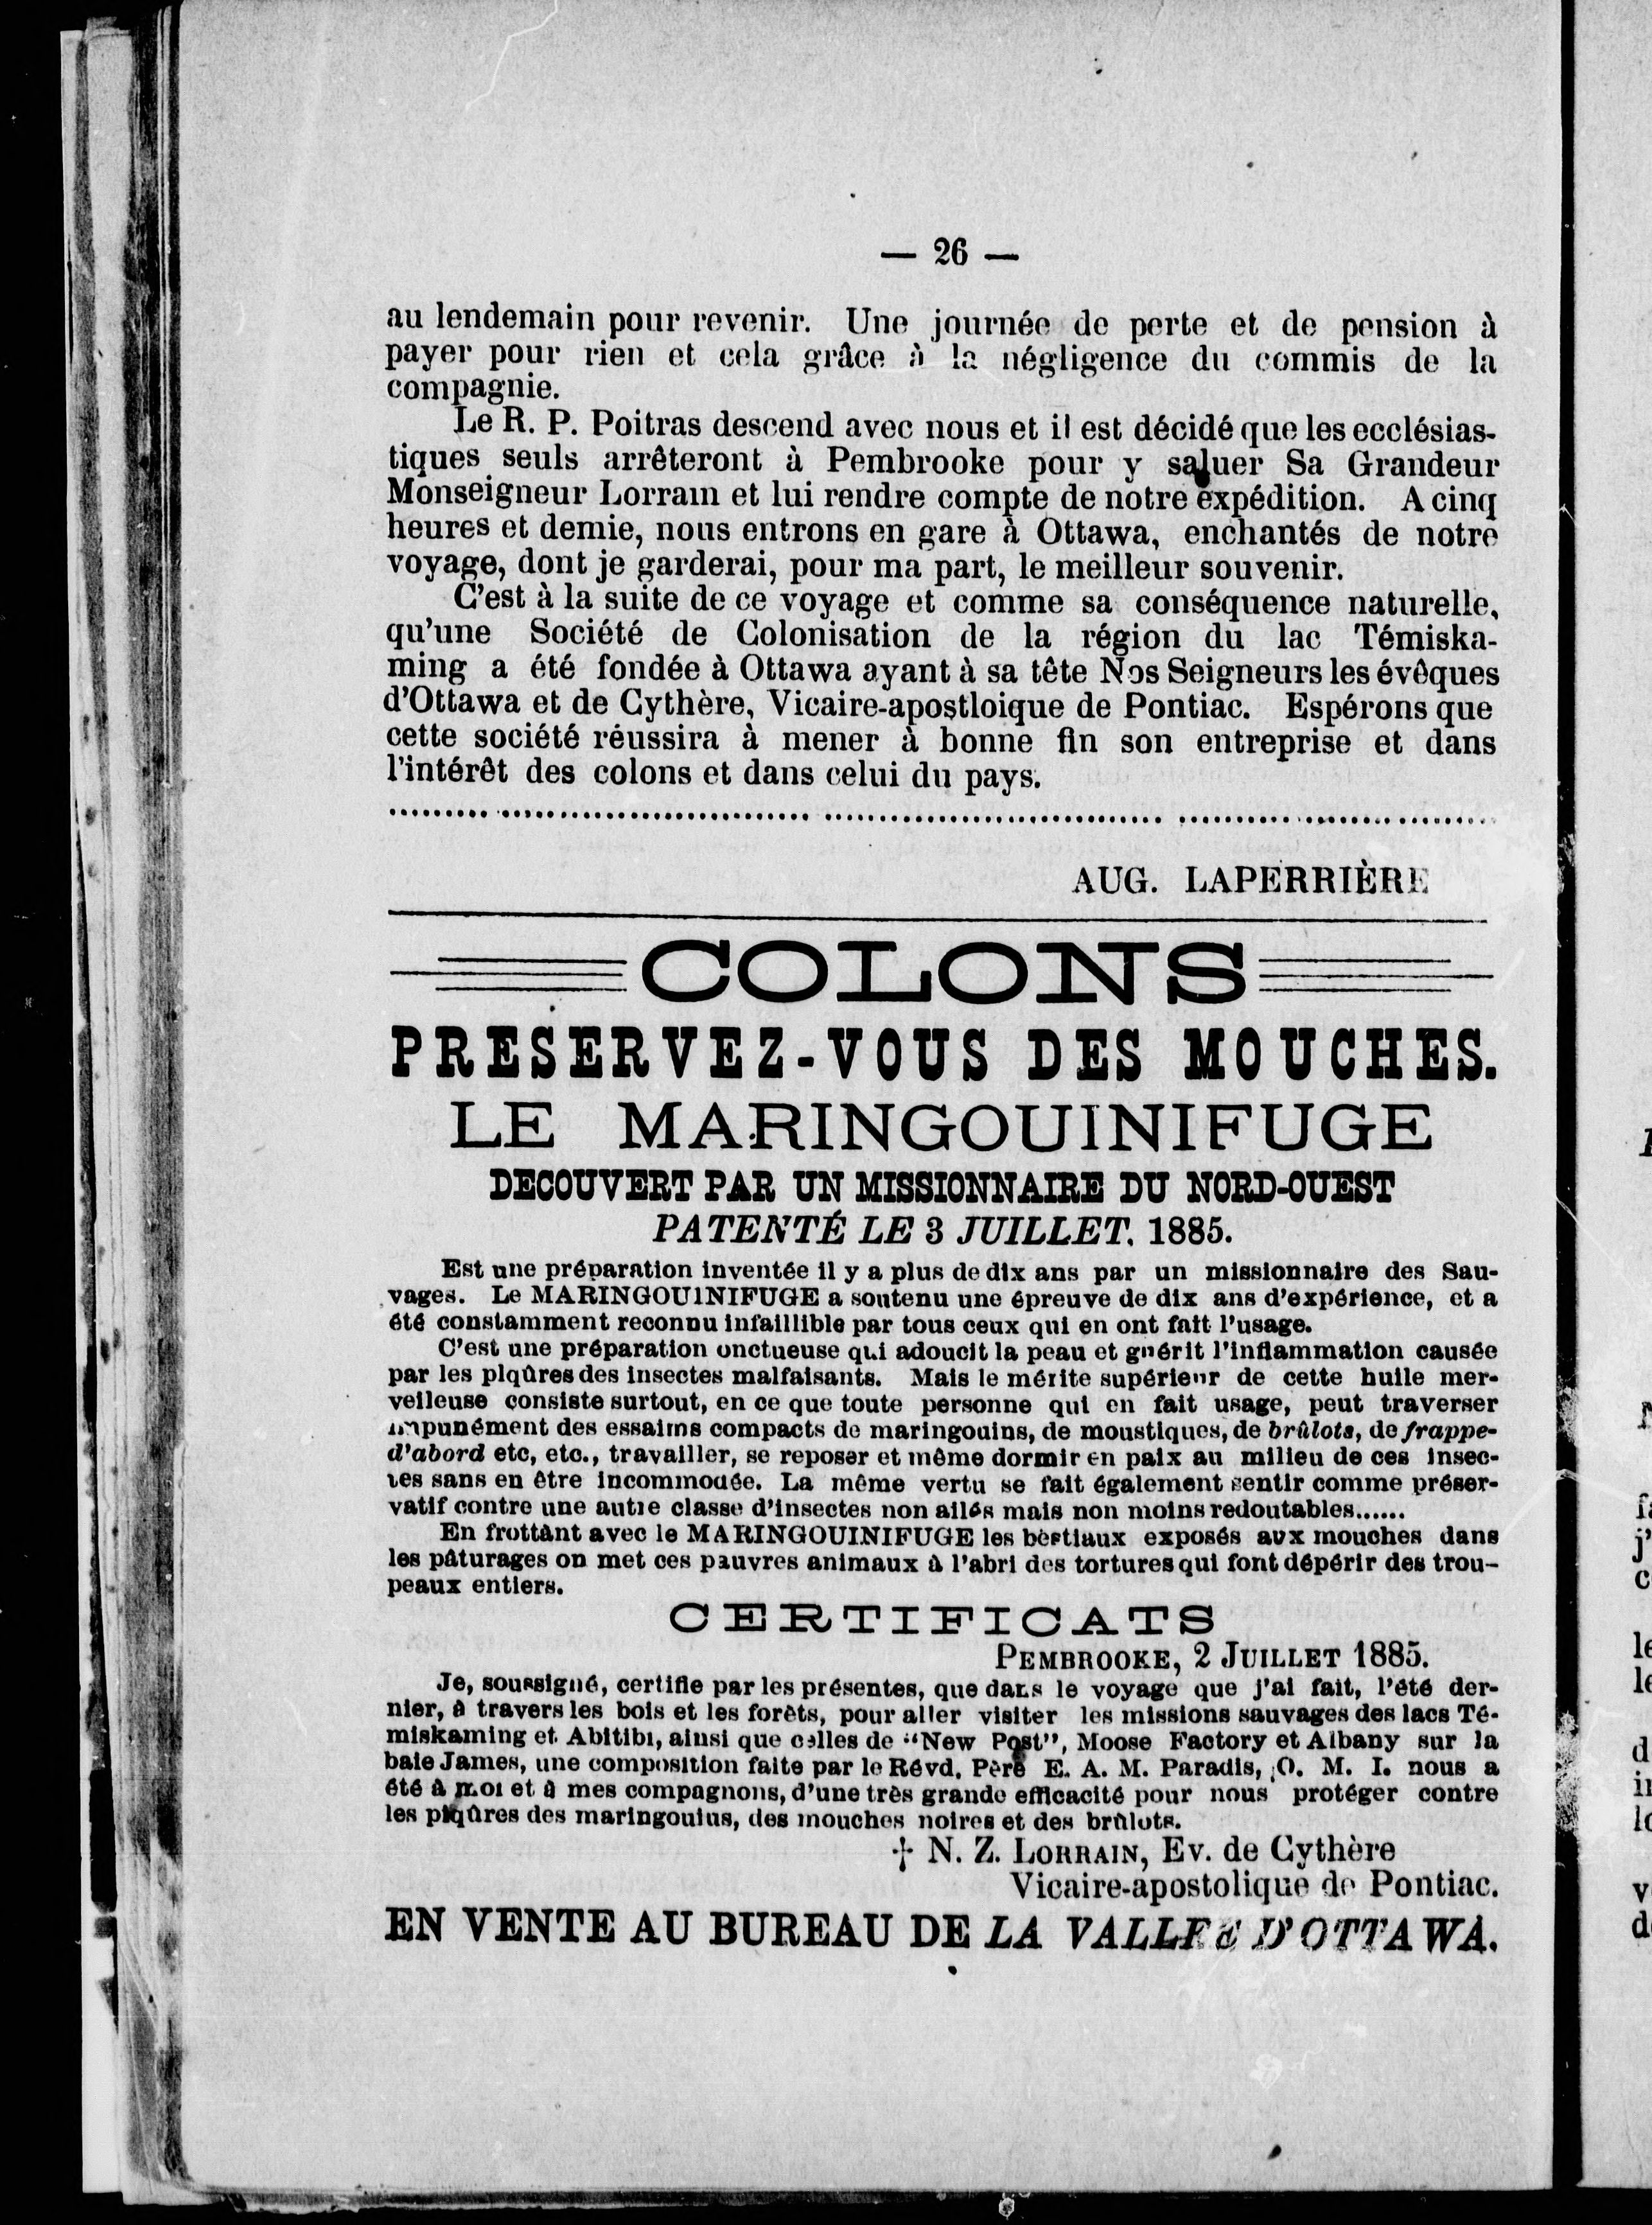 — 26 —
au lendemain pour revenir. Une journée de perte et de pension à
payer pour rien et cela grâce à la négligence du commis de la
compagnie.
Le R. P. Poitras descend avec nous et il est décidé que les ecclésias-
tiques seuls arrêteront à Pembrooke pour y saluer Sa Grandeur
Monseigneur Lorrain et lui rendre compte de notre expédition. A cinq
heures et demie, nous entrons en gare à Ottawa, enchantés de notre
voyage, dont je garderai, pour ma part, le meilleur souvenir.
C'est à la suite de ce voyage et comme sa conséquence naturelle,
qu'une Société de Colonisation de la région du lac Témiska-
ming a été fondée à Ottawa ayant à sa tête Nos Seigneurs les évêques
d'Ottawa et de Cythère, Vicaire-apostloique de Pontiac. Espérons que
cette société réussira à mener à bonne fin son entreprise et dans
l'intérêt des colons et dans celui du pays.
AUG. LAPERRIÈRE
COLONS
PRESERVEZ-VOUS DES MOUCHES.
LE MARINGOUINIFUGE
DECOUVERT PAR UN MISSIONNAIRE DU NORD-OUEST
PATENTÉ LE 3 JUILLET. 1885.
Est une préparation inventée il y a plus de dix ans par un missionnaire des Sau-
vages. Le MARINGOUINIFUGE a soutenu une épreuve de dix ans d'expérience, et a
été constamment reconnu infaillible par tous ceux qui en ont fait l'usage.
C'est une préparation onctueuse qui adoucit la peau et guérit l'inflammation causée
par les piqûres des insectes malfaisants. Mais le mérite supérieur de cette huile mer-
veilleuse consiste surtout, en ce que toute personne qui en fait usage, peut traverser
impunément des essaims compacts de maringouins, de moustiques, de brûlots, de frappe-
d'abord etc, etc., travailler, se reposer et même dormir en paix au milieu de ces insec-
tes sans en être incommodée. La même vertu se fait également sentir comme préser-
vatif contre une autre classe d'insectes non ailés mais non moins redoutables......
En frottant avec le MARINGOUINIFUGE les bestiaux exposés aux mouches dans
les pâturages on met ces pauvres animaux à l'abri des tortures qui font dépérir des trou-
peaux entiers.
CERTIFICATS
PEMBROOKE, 2 JUILLET 1885.
Je, soussigné, certifie par les présentes, que dans le voyage que j'ai fait, l'été der-
nier, à travers les bois et les forêts, pour aller visiter les missions sauvages des lacs Té-
miskaming et Abitibi, ainsi que celles de "New Post", Moose Factory et Albany sur la
baie James, une composition faite par le Révd. Père E. A. M. Paradis, O. M. I. nous a
été à moi et à mes compagnons, d'une très grande efficacité pour nous protéger contre
les piqûres des maringouins, des mouches noires et des brûlots.
† N. Z. LORRAIN, Ev. de Cythère
Vicaire-apostolique de Pontiac.
EN VENTE AU BUREAU DE LA VALLEE D'OTTAWA.